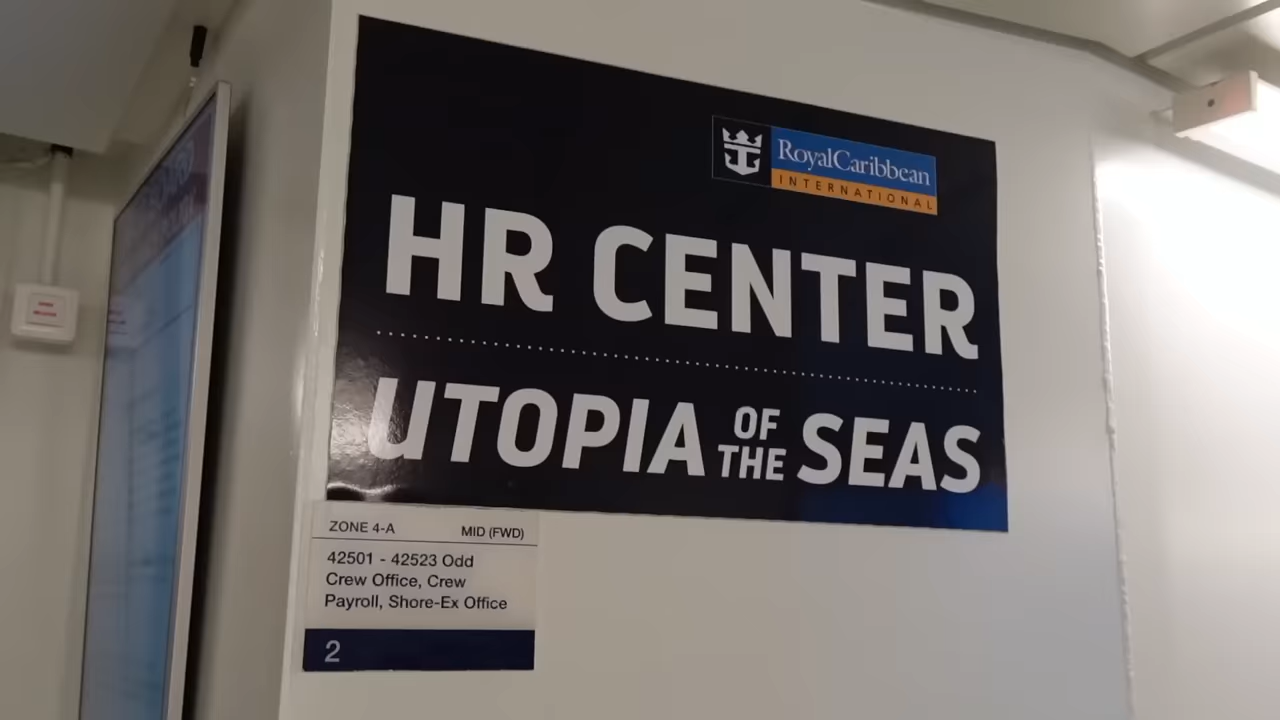 RoyalCaribbean
INTERNATIONAL
HR CENTER
UTOPIA OF THE SEAS
ZONE 4-A MID (FWD)
42501 - 42523 Odd
Crew Office, Crew
Payroll, Shore-Ex Office
2